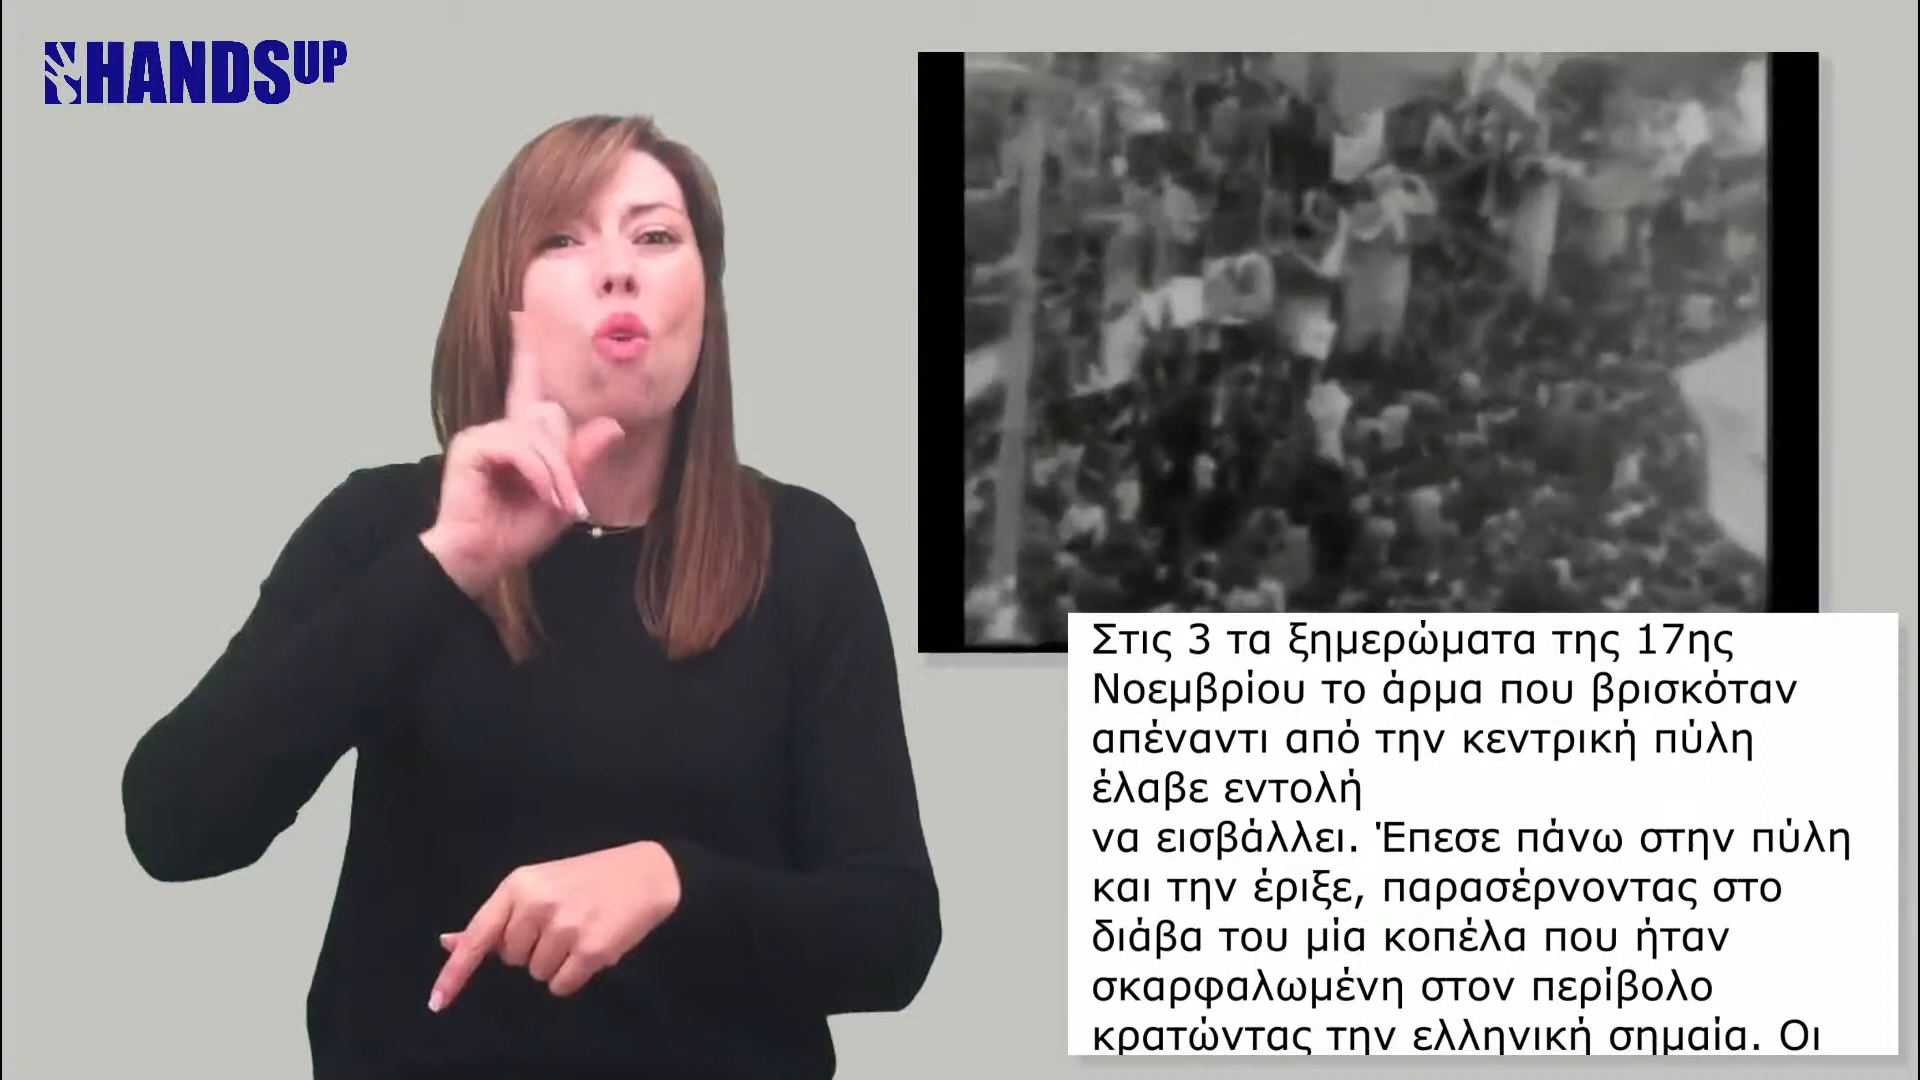 HANDSUP
Στις 3 τα ξημερώματα της 17ης
Νοεμβρίου το άρμα που βρισκόταν
απέναντι από την κεντρική πύλη
έλαβε εντολή
να εισβάλλει. Έπεσε πάνω στην πύλη
και την έριξε, παρασέρνοντας στο
διάβα του μία κοπέλα που ήταν
σκαρφαλωμένη στον περίβολο
κρατώντας την ελληνική σημαία. Οι